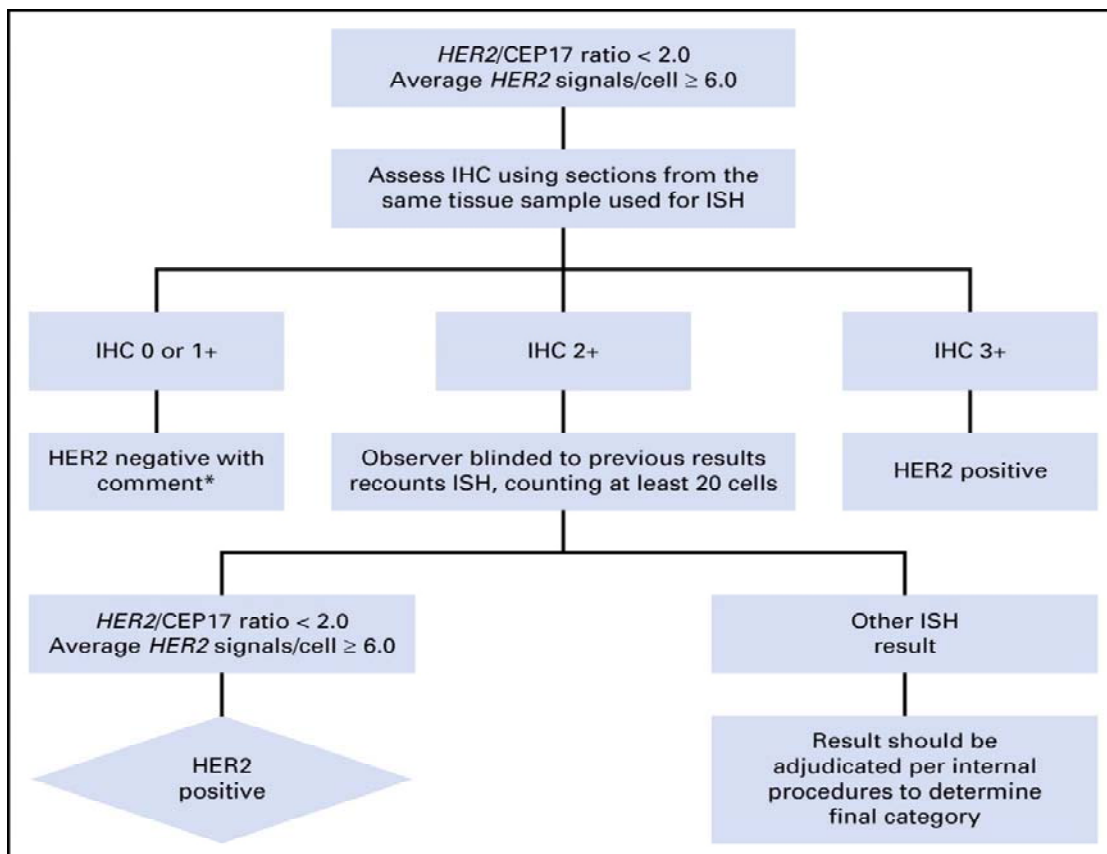 HER2/CEP17 ratio < 2.0
Average HER2 signals/cell ≥ 6.0
Assess IHC using sections from the
same tissue sample used for ISH
IHC 0 or 1+
IHC 2+
IHC 3+
HER2 negative with
comment*
Observer blinded to previous results
recounts ISH, counting at least 20 cells
HER2 positive
HER2/CEP17 ratio < 2.0
Average HER2 signals/cell ≥ 6.0
Other ISH
result
HER2
positive
Result should be
adjudicated per internal
procedures to determine
final category